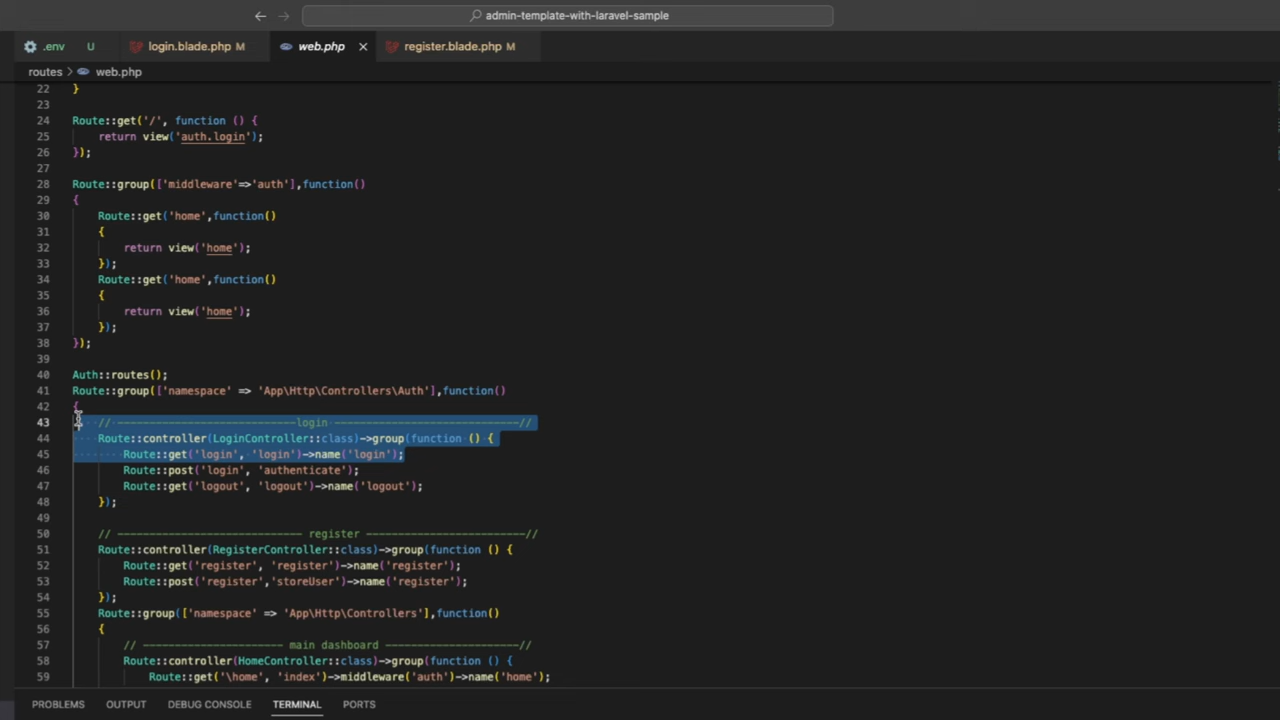 admin-template-with-laravel-sample
.env U login.blade.php M web.php register.blade.php M
routes > web.php
22 }
23
24 Route::get('/', function () {
25 return view('auth.login');
26 });
27
28 Route::group(['middleware'=>'auth'],function()
29 {
30 Route::get('home',function()
31 {
32 return view('home');
33 });
34 Route::get('home',function()
35 {
36 return view('home');
37 });
38 });
39
40 Auth::routes();
41 Route::group(['namespace' => 'App\Http\Controllers\Auth'],function()
42 {
43 // ----------------------------login -----------------------------//
44 Route::controller(LoginController::class)->group(function () {
45 Route::get('login', 'login')->name('login');
46 Route::post('login', 'authenticate');
47 Route::get('logout', 'logout')->name('logout');
48 });
49
50 // ----------------------------- register -------------------------//
51 Route::controller(RegisterController::class)->group(function () {
52 Route::get('register', 'register')->name('register');
53 Route::post('register','storeUser')->name('register');
54 });
55 Route::group(['namespace' => 'App\Http\Controllers'],function()
56 {
57 // ---------------------- main dashboard ----------------------//
58 Route::controller(HomeController::class)->group(function () {
59 Route::get('\home', 'index')->middleware('auth')->name('home');
PROBLEMS OUTPUT DEBUG CONSOLE TERMINAL PORTS